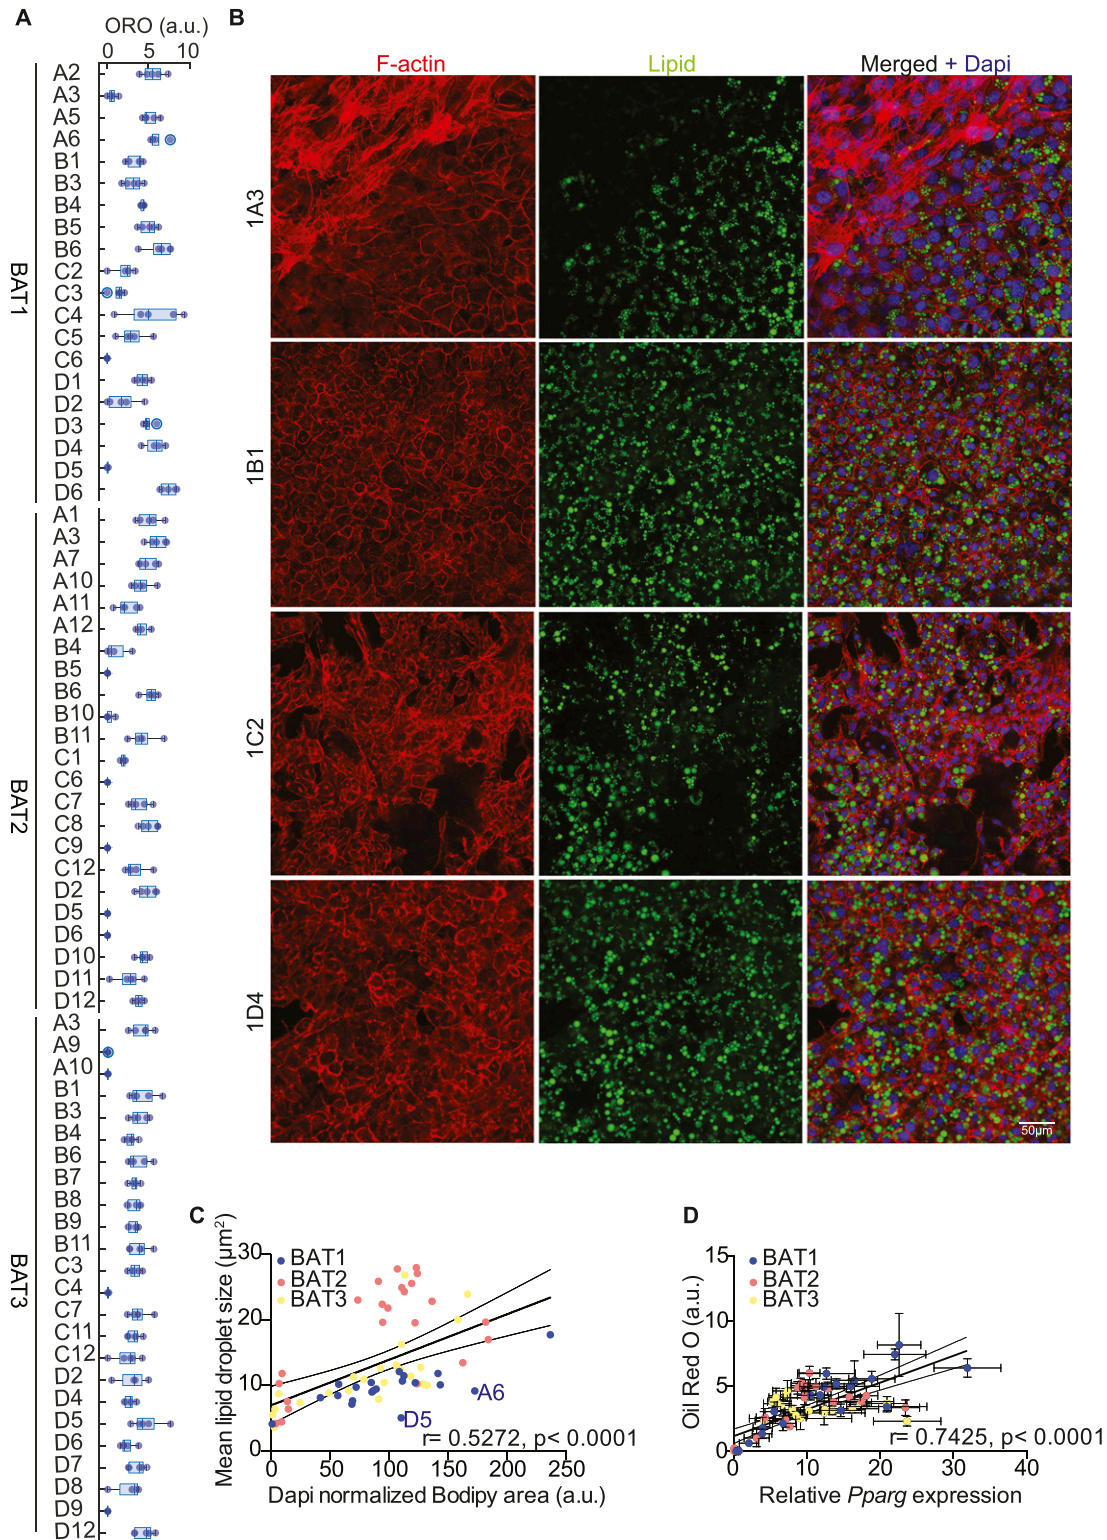 A
ORO (a.u.)
0 5 10
BAT1
A2
A3
A5
A6
B1
B3
B4
B5
B6
C2
C3
C4
C5
C6
D1
D2
D3
D4
D5
D6
BAT2
A1
A3
A7
A10
A11
A12
B4
B5
B6
B10
B11
C1
C6
C7
C8
C9
C12
D2
D5
D6
D10
D11
D12
BAT3
A3
A9
A10
B1
B3
B4
B6
B7
B8
B9
B11
C3
C4
C7
C11
C12
D2
D4
D5
D6
D7
D8
D9
D12
B
F-actin Lipid Merged + Dapi
1A3
1B1
1C2
1D4
50µm
C
Mean lipid droplet size (µm²)
30
20
10
0
BAT1
BAT2
BAT3
A6
D5
r= 0.5272, p< 0.0001
0 50 100 150 200 250
Dapi normalized Bodipy area (a.u.)
D
Oil Red O (a.u.)
15
10
5
0
BAT1
BAT2
BAT3
r= 0.7425, p< 0.0001
0 10 20 30 40
Relative Pparg expression